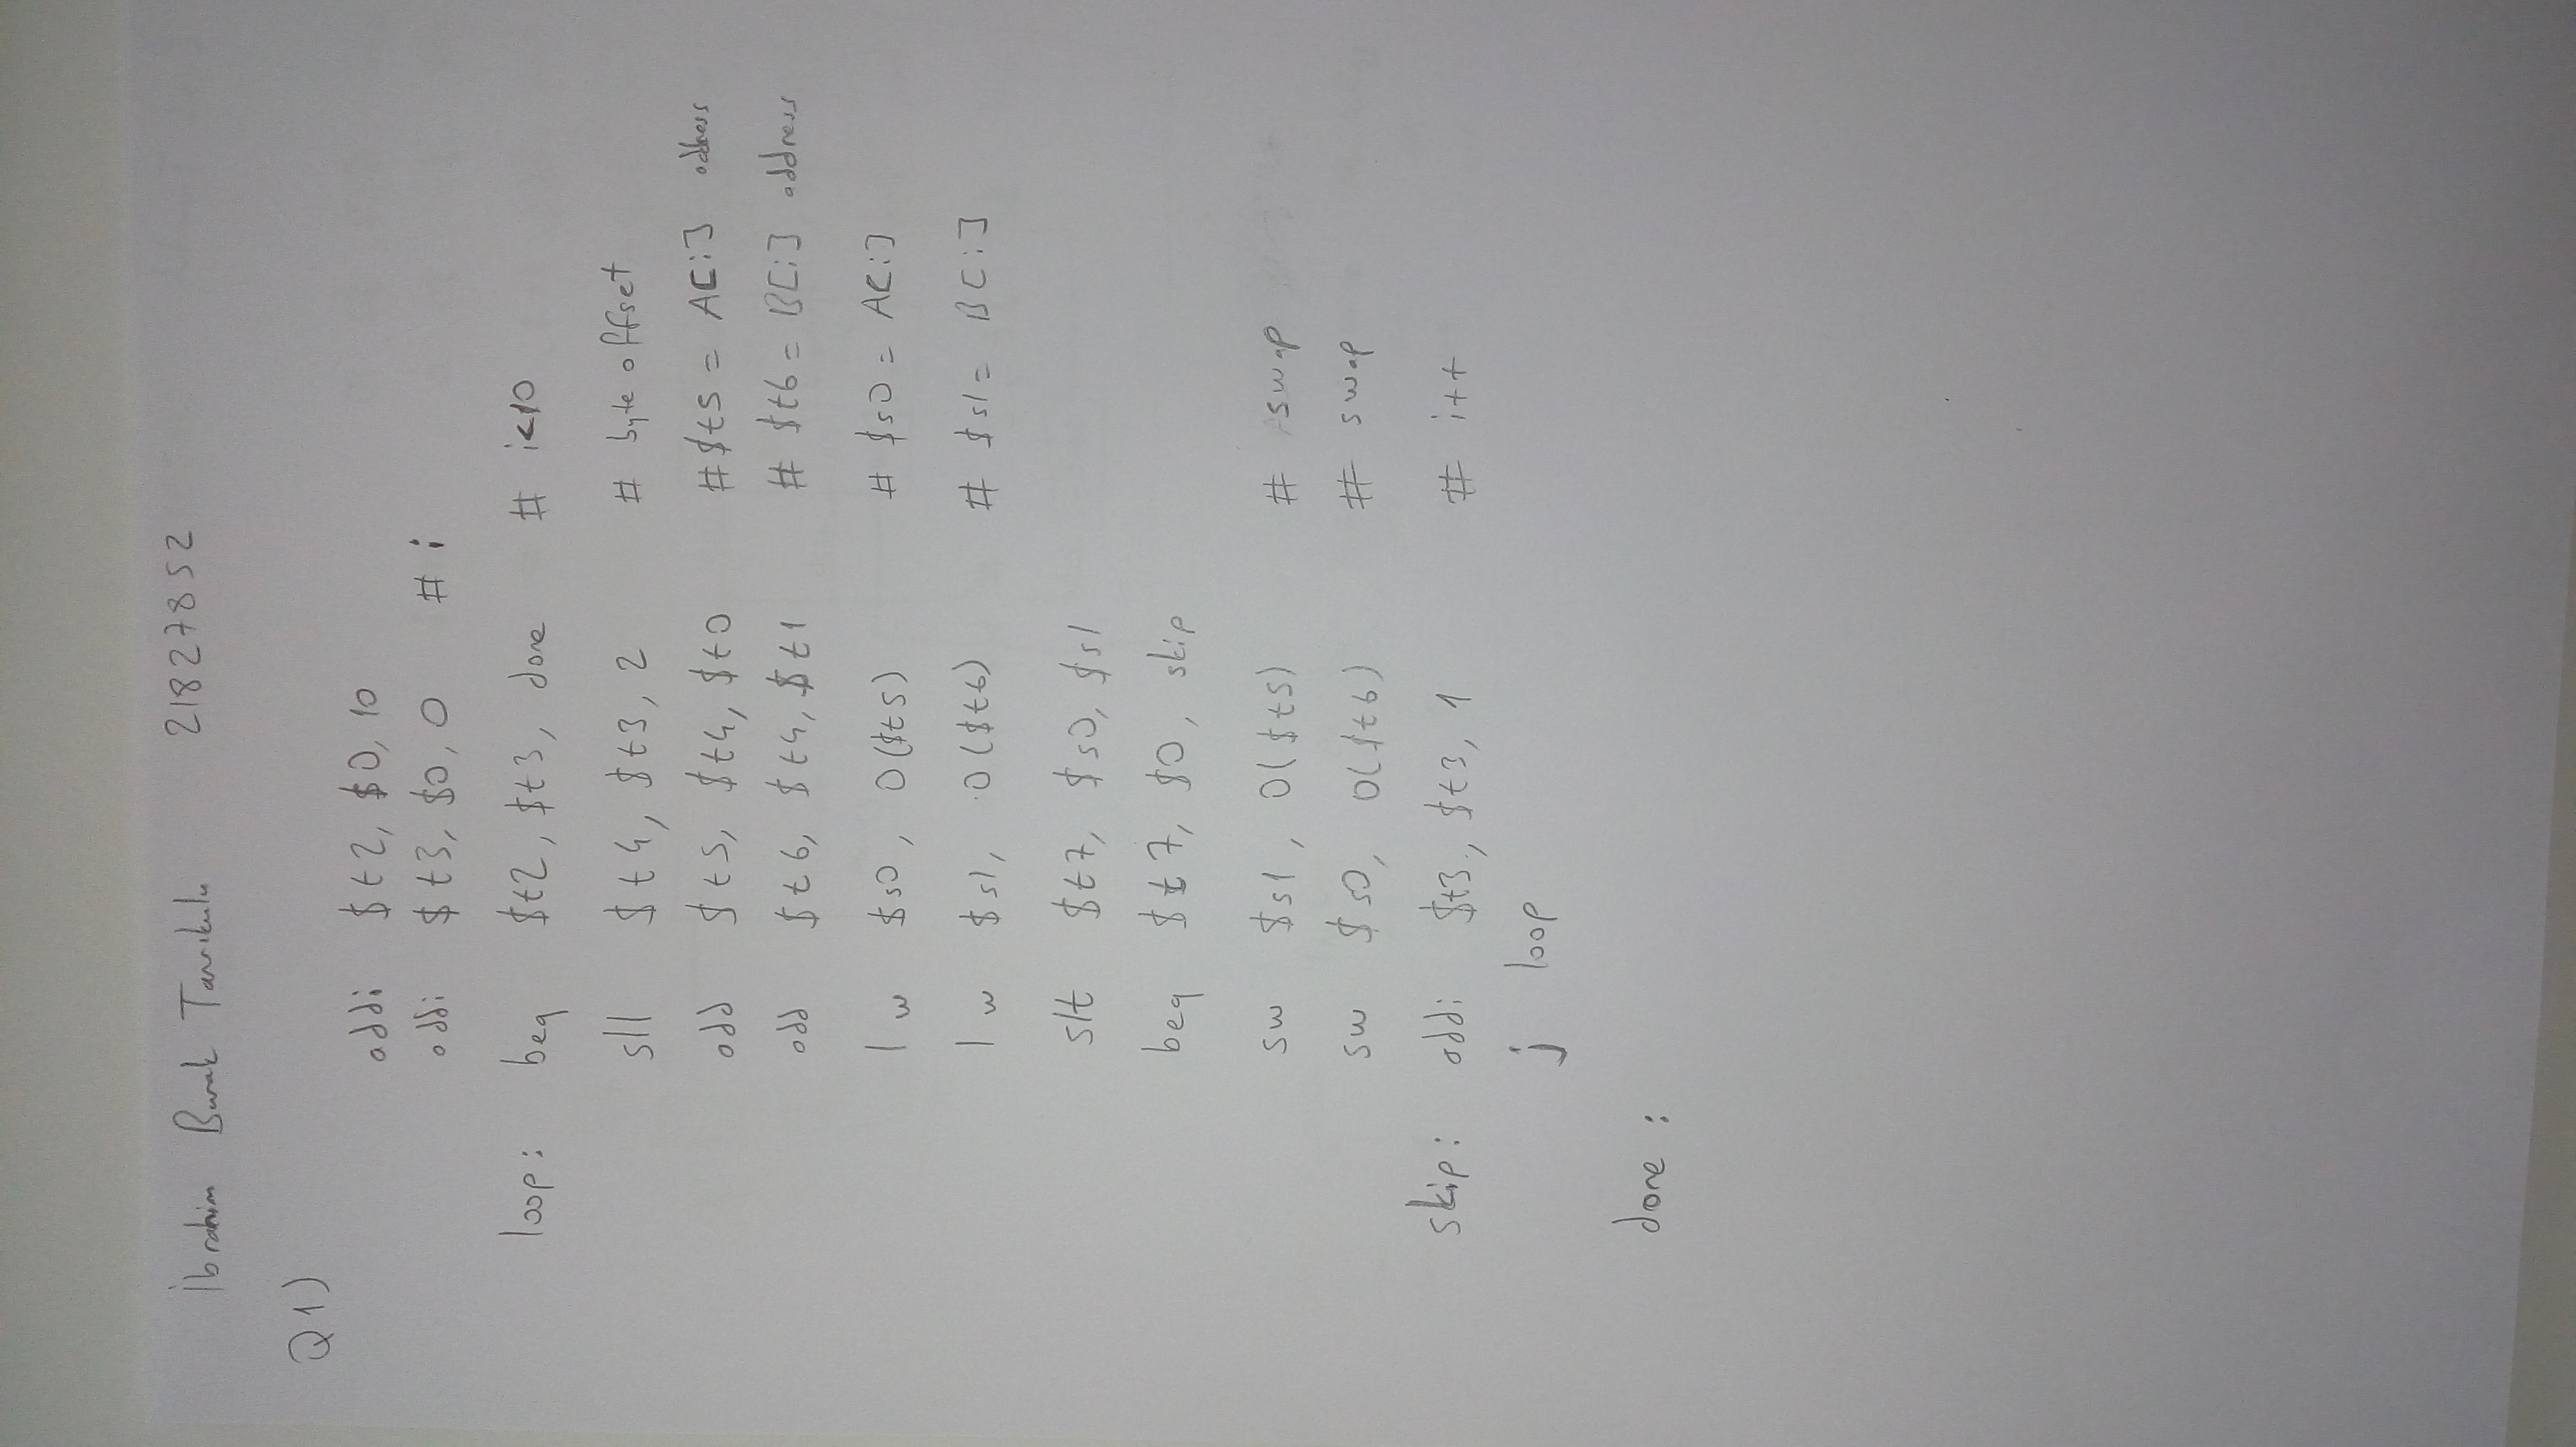 İbrahim Burak Tanrıkulu 21827852
Q1)
addi $t2, $0, 10
addi $t3, $0, 0 # i
loop: beq $t2, $t3, done # i<10
sll $t4, $t3, 2 # byte offset
add $t5, $t4, $t0 #$t5 = A[i] address
add $t6, $t4, $t1 # $t6 = B[i] address
lw $s0, 0($t5) # $s0 = A[i]
lw $s1, 0($t6) # $s1 = B[i]
slt $t7, $s0, $s1
beq $t7, $0, skip
sw $s1, 0($t5) # swap
sw $s0, 0($t6) # swap
skip: addi $t3, $t3, 1 # i++
j loop
done :